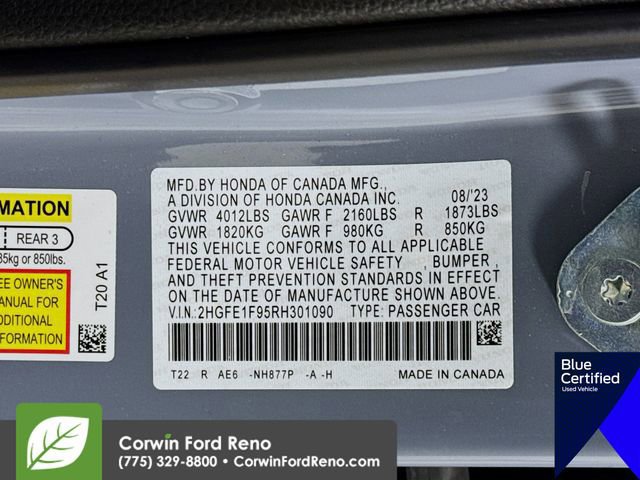 MFD.BY HONDA OF CANADA MFG.,
A DIVISION OF HONDA CANADA INC. 08/'23
GVWR 4012LBS GAWR F 2160LBS R 1873LBS
GVWR 1820KG GAWR F 980KG R 850KG
THIS VEHICLE CONFORMS TO ALL APPLICABLE
FEDERAL MOTOR VEHICLE SAFETY , BUMPER ,
AND THEFT PREVENTION STANDARDS IN EFFECT
ON THE DATE OF MANUFACTURE SHOWN ABOVE.
V.I.N.:2HGFE1F95RH301090 TYPE: PASSENGER CAR
T22 R AE6 -NH877P -A -H
MADE IN CANADA
MATION
REAR 3
85kg or 850lbs.
EE OWNER'S
MANUAL FOR
ADDITIONAL
FORMATION
T20 A1
Blue
Certified
Used Vehicle
Corwin Ford Reno
(775) 329-8800 • CorwinFordReno.com